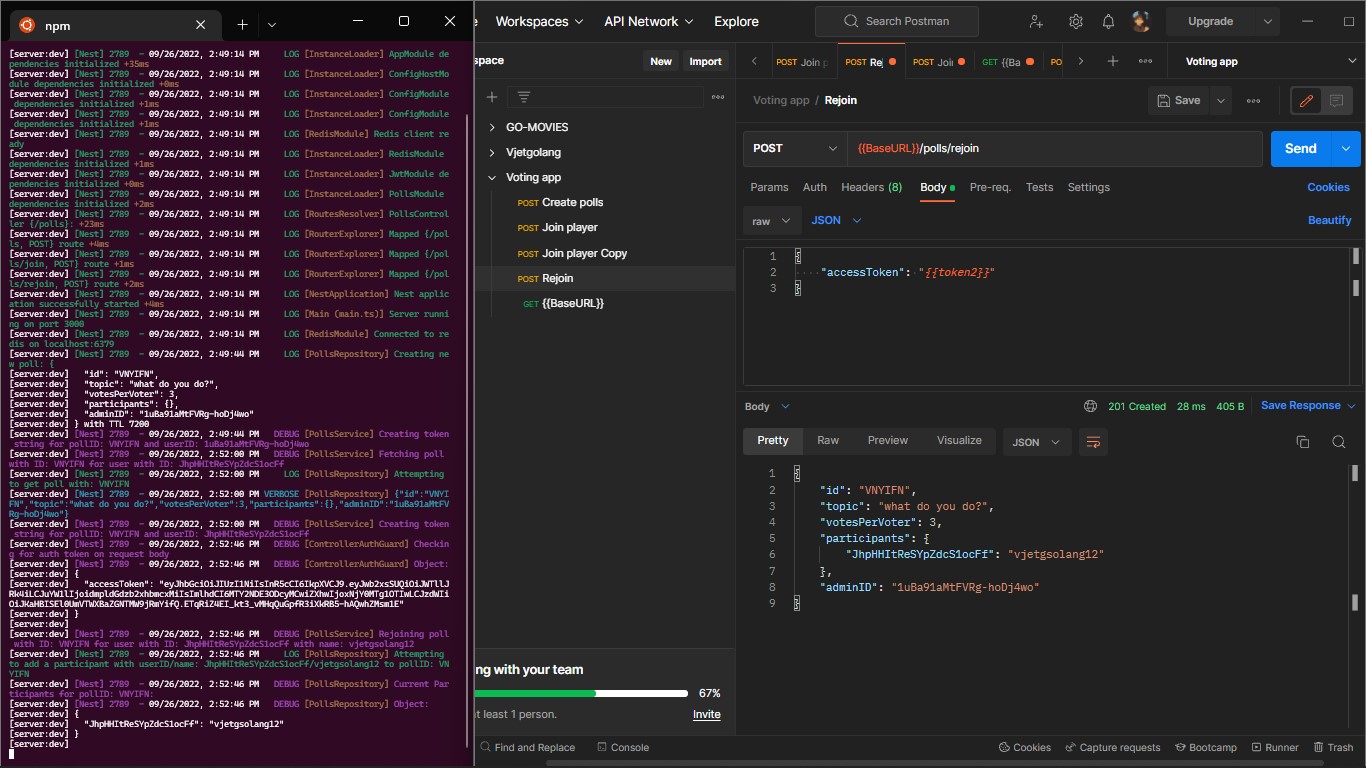 npm
[server:dev] [Nest] 2789  - 09/26/2022, 2:49:14 PM     LOG [InstanceLoader] AppModule de
pendencies initialized +35ms
[server:dev] [Nest] 2789  - 09/26/2022, 2:49:14 PM     LOG [InstanceLoader] ConfigHostMo
dule dependencies initialized +0ms
[server:dev] [Nest] 2789  - 09/26/2022, 2:49:14 PM     LOG [InstanceLoader] ConfigModule
 dependencies initialized +1ms
[server:dev] [Nest] 2789  - 09/26/2022, 2:49:14 PM     LOG [InstanceLoader] ConfigModule
 dependencies initialized +1ms
[server:dev] [Nest] 2789  - 09/26/2022, 2:49:14 PM     LOG [RedisModule] Redis client re
ady
[server:dev] [Nest] 2789  - 09/26/2022, 2:49:14 PM     LOG [InstanceLoader] RedisModule
dependencies initialized +1ms
[server:dev] [Nest] 2789  - 09/26/2022, 2:49:14 PM     LOG [InstanceLoader] JwtModule de
pendencies initialized +0ms
[server:dev] [Nest] 2789  - 09/26/2022, 2:49:14 PM     LOG [InstanceLoader] PollsModule
dependencies initialized +2ms
[server:dev] [Nest] 2789  - 09/26/2022, 2:49:14 PM     LOG [RoutesResolver] PollsControl
ler {/polls}: +23ms
[server:dev] [Nest] 2789  - 09/26/2022, 2:49:14 PM     LOG [RouterExplorer] Mapped {/pol
ls, POST} route +4ms
[server:dev] [Nest] 2789  - 09/26/2022, 2:49:14 PM     LOG [RouterExplorer] Mapped {/pol
ls/join, POST} route +1ms
[server:dev] [Nest] 2789  - 09/26/2022, 2:49:14 PM     LOG [RouterExplorer] Mapped {/pol
ls/rejoin, POST} route +2ms
[server:dev] [Nest] 2789  - 09/26/2022, 2:49:14 PM     LOG [NestApplication] Nest applic
ation successfully started +4ms
[server:dev] [Nest] 2789  - 09/26/2022, 2:49:14 PM     LOG [Main (main.ts)] Server runni
ng on port 3000
[server:dev] [Nest] 2789  - 09/26/2022, 2:49:14 PM     LOG [RedisModule] Connected to re
dis on localhost:6379
[server:dev] [Nest] 2789  - 09/26/2022, 2:49:44 PM     LOG [PollsRepository] Creating ne
w poll: {
[server:dev]   "id": "VNYIFN",
[server:dev]   "topic": "what do you do?",
[server:dev]   "votesPerVoter": 3,
[server:dev]   "participants": {},
[server:dev]   "adminID": "1uBa91aMtFVRg-hoDj4wo"
[server:dev] } with TTL 7200
[server:dev] [Nest] 2789  - 09/26/2022, 2:49:44 PM   DEBUG [PollsService] Creating token
 string for pollID: VNYIFN and userID: 1uBa91aMtFVRg-hoDj4wo
[server:dev] [Nest] 2789  - 09/26/2022, 2:52:00 PM   DEBUG [PollsService] Fetching poll
with ID: VNYIFN for user with ID: JhpHHItReSYpZdcS1ocFf
[server:dev] [Nest] 2789  - 09/26/2022, 2:52:00 PM     LOG [PollsRepository] Attempting
to get poll with: VNYIFN
[server:dev] [Nest] 2789  - 09/26/2022, 2:52:00 PM VERBOSE [PollsRepository] {"id":"VNYI
FN","topic":"what do you do?","votesPerVoter":3,"participants":{},"adminID":"1uBa91aMtFV
Rg-hoDj4wo"}
[server:dev] [Nest] 2789  - 09/26/2022, 2:52:00 PM   DEBUG [PollsService] Creating token
 string for pollID: VNYIFN and userID: JhpHHItReSYpZdcS1ocFf
[server:dev] [Nest] 2789  - 09/26/2022, 2:52:46 PM   DEBUG [ControllerAuthGuard] Checkin
g for auth token on request body
[server:dev] [Nest] 2789  - 09/26/2022, 2:52:46 PM   DEBUG [ControllerAuthGuard] Object:
[server:dev] {
[server:dev]   "accessToken":
[server:dev] }
[server:dev]
[server:dev] [Nest] 2789  - 09/26/2022, 2:52:46 PM   DEBUG [PollsService] Rejoining poll
 with ID: VNYIFN for user with ID: JhpHHItReSYpZdcS1ocFf with name: vjetgsolang12
[server:dev] [Nest] 2789  - 09/26/2022, 2:52:46 PM     LOG [PollsRepository] Attempting
to add a participant with userID/name: JhpHHItReSYpZdcS1ocFf/vjetgsolang12 to pollID: VN
YIFN
[server:dev] [Nest] 2789  - 09/26/2022, 2:52:46 PM   DEBUG [PollsRepository] Current Par
ticipants for pollID: VNYIFN:
[server:dev] [Nest] 2789  - 09/26/2022, 2:52:46 PM   DEBUG [PollsRepository] Object:
[server:dev] {
[server:dev]   "JhpHHItReSYpZdcS1ocFf": "vjetgsolang12"
[server:dev] }
[server:dev]
Workspaces API Network Explore Search Postman Upgrade
space New Import
GO-MOVIES
Vjetgolang
Voting app
POST Create polls
POST Join player
POST Join player Copy
POST Rejoin
GET {{BaseURL}}
ng with your team
67%
t least 1 person. Invite
POST Join p POST Rej POST Joi GET {{Ba PO Voting app
Voting app / Rejoin Save
POST {{BaseURL}}/polls/rejoin Send
Params Auth Headers (8) Body Pre-req. Tests Settings Cookies
raw JSON Beautify
1 {
2 "accessToken": "{{token2}}"
3 }
Body 201 Created 28 ms 405 B Save Response
Pretty Raw Preview Visualize JSON
1 {
2 "id": "VNYIFN",
3 "topic": "what do you do?",
4 "votesPerVoter": 3,
5 "participants": {
6 "JhpHHItReSYpZdcS1ocFf": "vjetgsolang12"
7 },
8 "adminID": "1uBa91aMtFVRg-hoDj4wo"
9 }
Find and Replace Console Cookies Capture requests Bootcamp Runner Trash